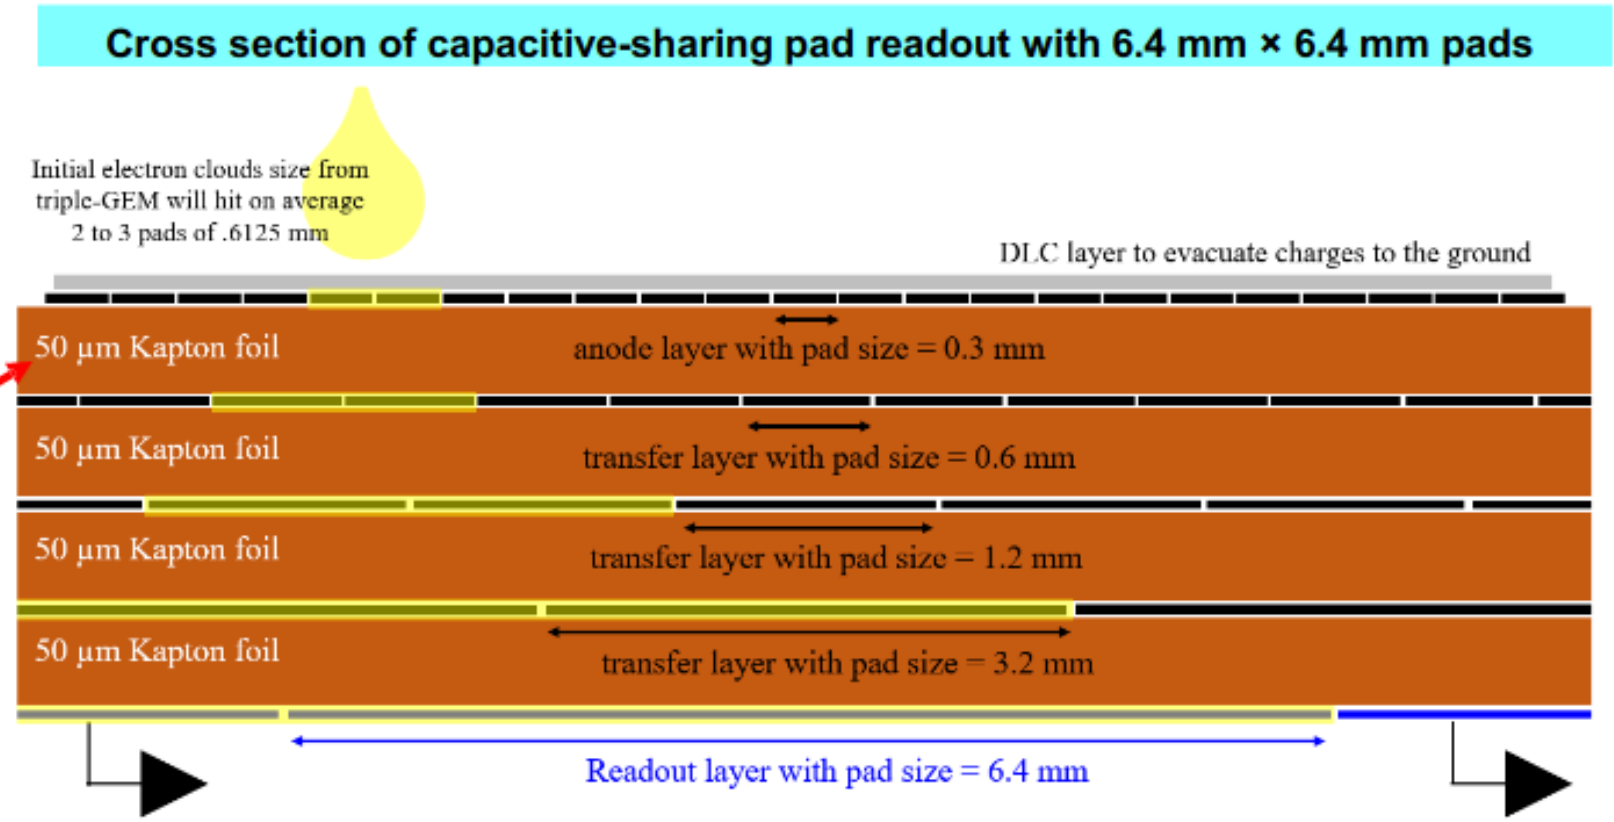 Cross section of capacitive-sharing pad readout with 6.4 mm × 6.4 mm pads
Initial electron clouds size from
triple-GEM will hit on average
2 to 3 pads of .6125 mm
DLC layer to evacuate charges to the ground
50 µm Kapton foil
anode layer with pad size = 0.3 mm
50 µm Kapton foil
transfer layer with pad size = 0.6 mm
50 µm Kapton foil
transfer layer with pad size = 1.2 mm
50 µm Kapton foil
transfer layer with pad size = 3.2 mm
Readout layer with pad size = 6.4 mm